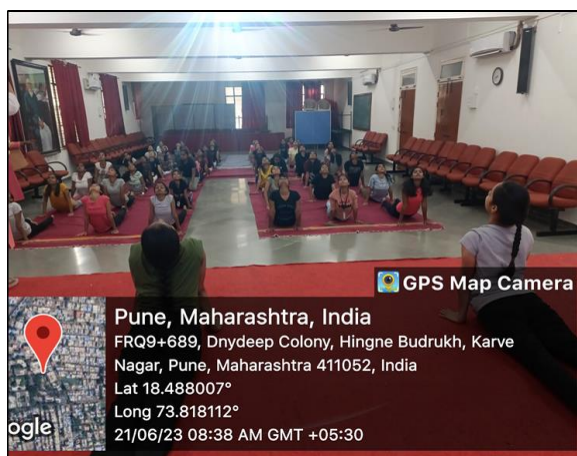 GPS Map Camera
Pune, Maharashtra, India
FRQ9+689, Dnydeep Colony, Hingne Budrukh, Karve
Nagar, Pune, Maharashtra 411052, India
Lat 18.488007°
Long 73.818112°
21/06/23 08:38 AM GMT +05:30
ogle